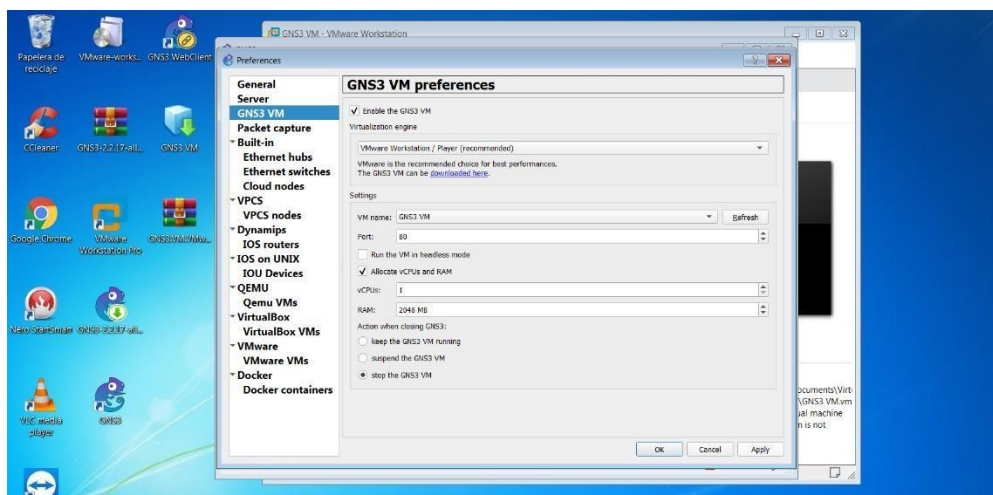 Papelera de
reciclaje
VMware-works...
GNS3 WebClient
CCleaner
GNS3-2.2.17-all...
GNS3 VM
Google Chrome
VMware
Workstation Pro
GNS3.VM.VMw...
Nero StartSmart
GNS3-2.2.17-all...
VLC media
player
GNS3
GNS3 VM - VMware Workstation
Preferences
General
Server
GNS3 VM
Packet capture
Built-in
Ethernet hubs
Ethernet switches
Cloud nodes
VPCS
VPCS nodes
Dynamips
IOS routers
IOS on UNIX
IOU Devices
QEMU
Qemu VMs
VirtualBox
VirtualBox VMs
VMware
VMware VMs
Docker
Docker containers
GNS3 VM preferences
Enable the GNS3 VM
Virtualization engine
VMware Workstation / Player (recommended)
VMware is the recommended choice for best performances.
The GNS3 VM can be downloaded here.
Settings
VM name: GNS3 VM Refresh
Port: 80
Run the VM in headless mode
Allocate vCPUs and RAM
vCPUs: 1
RAM: 2048 MB
Action when closing GNS3:
keep the GNS3 VM running
suspend the GNS3 VM
stop the GNS3 VM
OK Cancel Apply
ocuments\Virt
\GNS3 VM.vm
ual machine
n is not